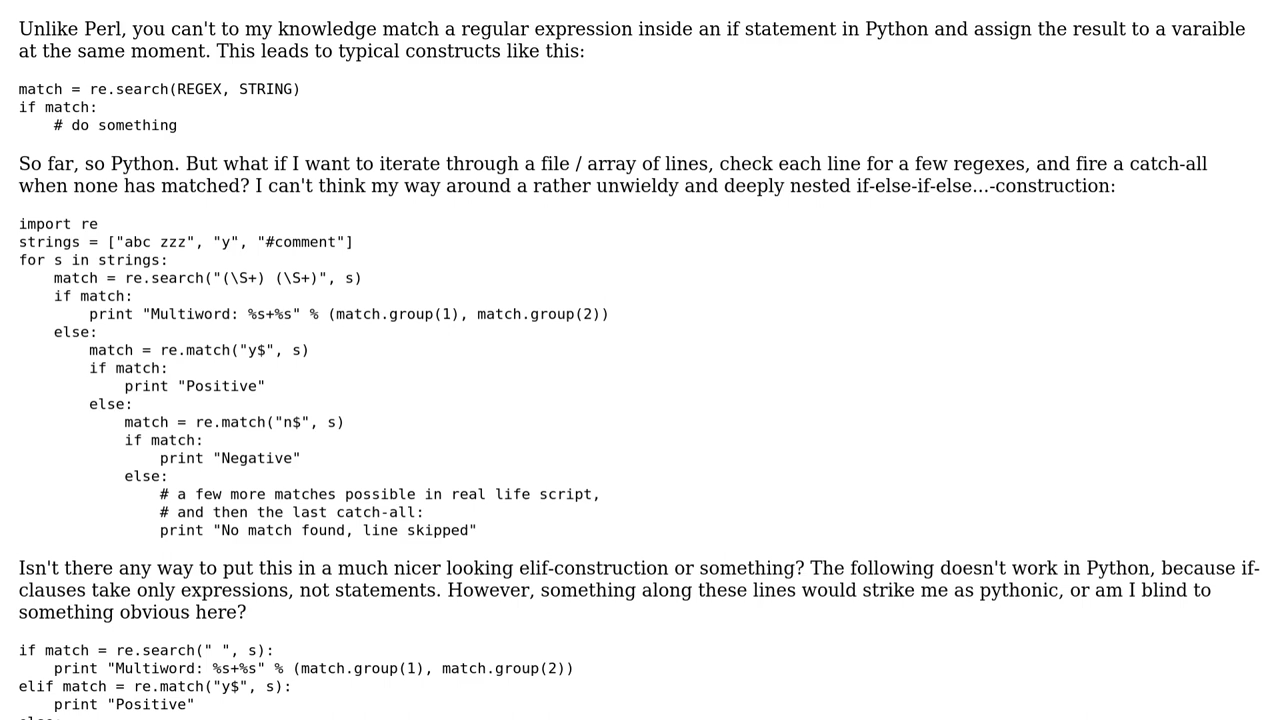 Unlike Perl, you can't to my knowledge match a regular expression inside an if statement in Python and assign the result to a varaible
at the same moment. This leads to typical constructs like this:
match = re.search(REGEX, STRING)
if match:
    # do something
So far, so Python. But what if I want to iterate through a file / array of lines, check each line for a few regexes, and fire a catch-all
when none has matched? I can't think my way around a rather unwieldy and deeply nested if-else-if-else...-construction:
import re
strings = ["abc zzz", "y", "#comment"]
for s in strings:
    match = re.search("(\S+) (\S+)", s)
    if match:
        print "Multiword: %s+%s" % (match.group(1), match.group(2))
    else:
        match = re.match("y$", s)
        if match:
            print "Positive"
        else:
            match = re.match("n$", s)
            if match:
                print "Negative"
            else:
                # a few more matches possible in real life script,
                # and then the last catch-all:
                print "No match found, line skipped"
Isn't there any way to put this in a much nicer looking elif-construction or something? The following doesn't work in Python, because if-
clauses take only expressions, not statements. However, something along these lines would strike me as pythonic, or am I blind to
something obvious here?
if match = re.search(" ", s):
    print "Multiword: %s+%s" % (match.group(1), match.group(2))
elif match = re.match("y$", s):
    print "Positive"